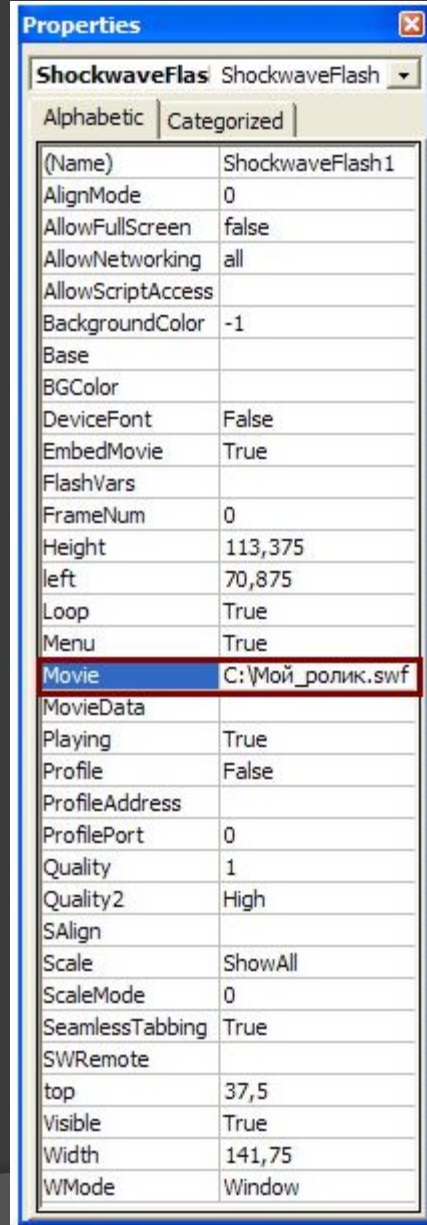 Properties
ShockwaveFlas ShockwaveFlash
Alphabetic Categorized
(Name) ShockwaveFlash1
AlignMode 0
AllowFullScreen false
AllowNetworking all
AllowScriptAccess
BackgroundColor -1
Base
BGColor
DeviceFont False
EmbedMovie True
FlashVars
FrameNum 0
Height 113,375
left 70,875
Loop True
Menu True
Movie C:\Мой_ролик.swf
MovieData
Playing True
Profile False
ProfileAddress
ProfilePort 0
Quality 1
Quality2 High
SAlign
Scale ShowAll
ScaleMode 0
SeamlessTabbing True
SWRemote
top 37,5
Visible True
Width 141,75
WMode Window